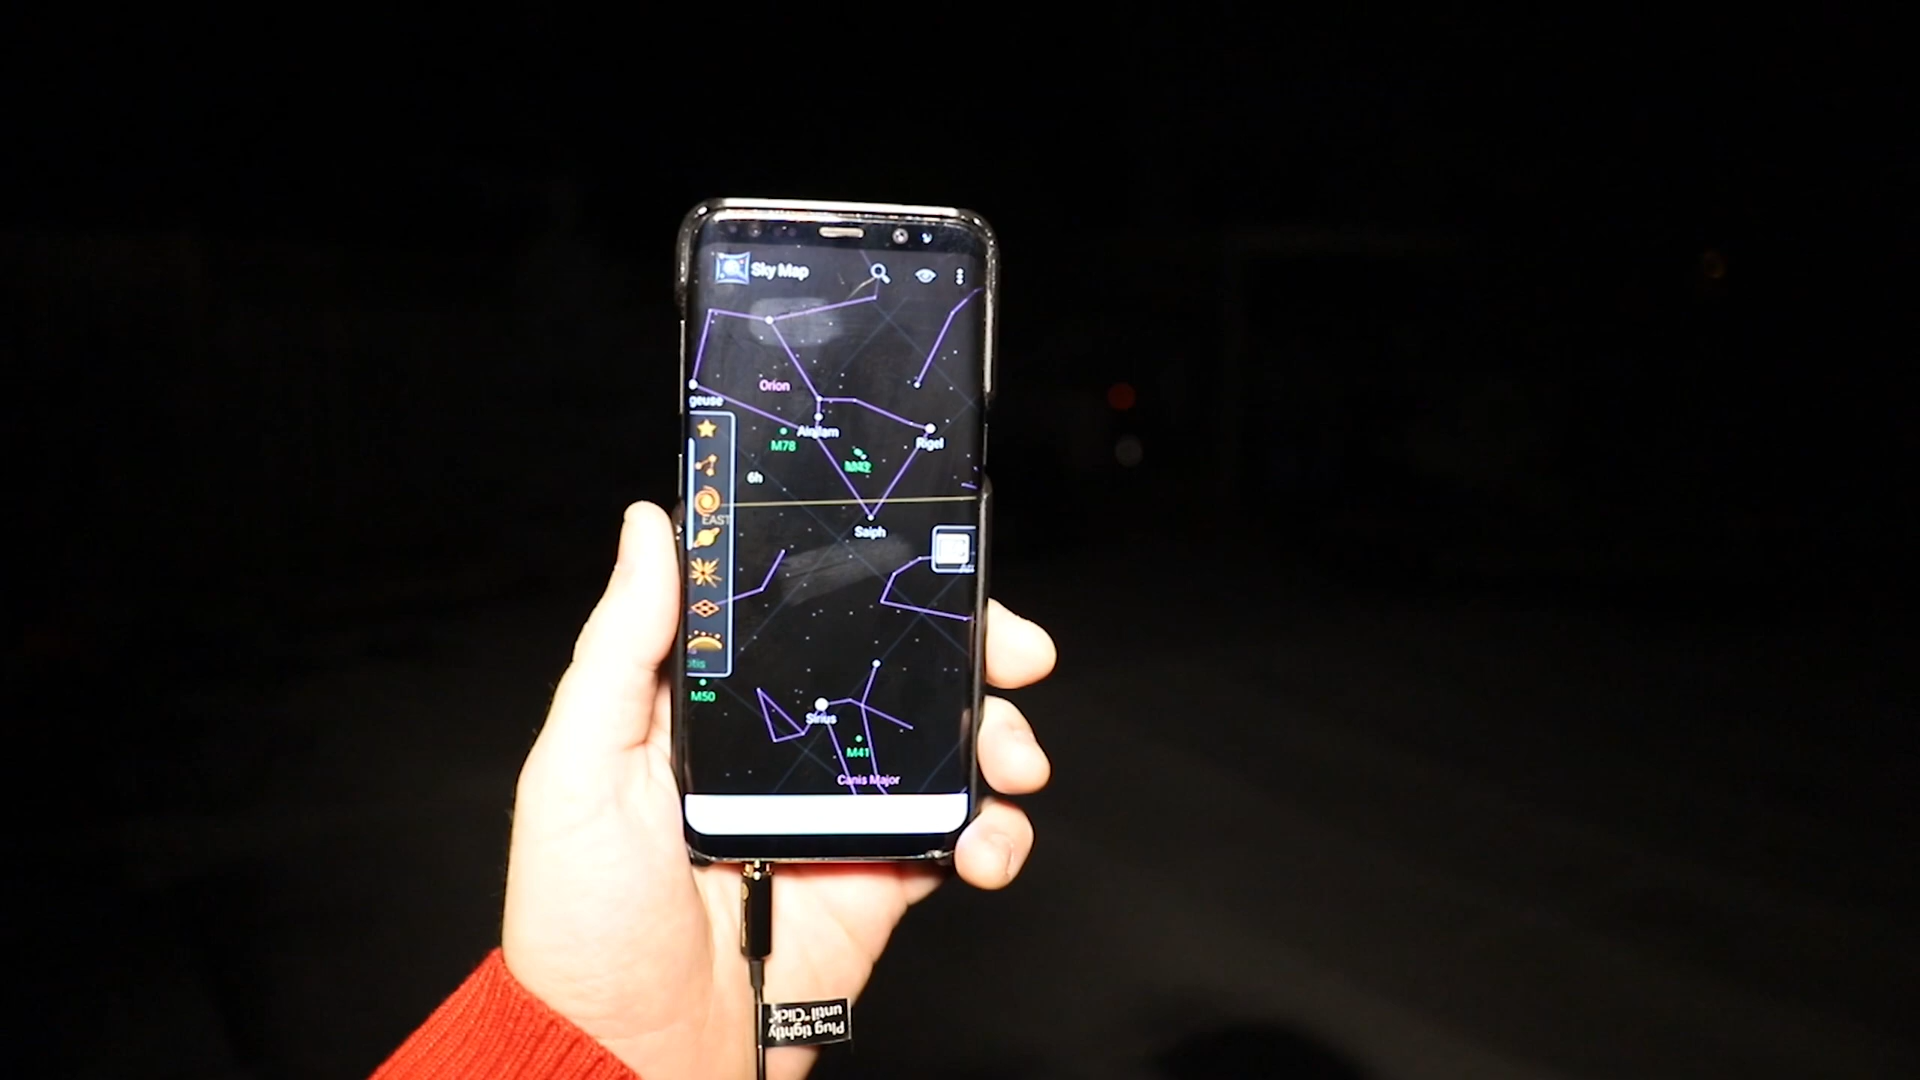 Sky Map
Orion
geuse
Alnilam
M78
Rigel
M42
6h
EAST
Saiph
M50
Sirius
M41
Canis Major
Plug tightly
until "Click"